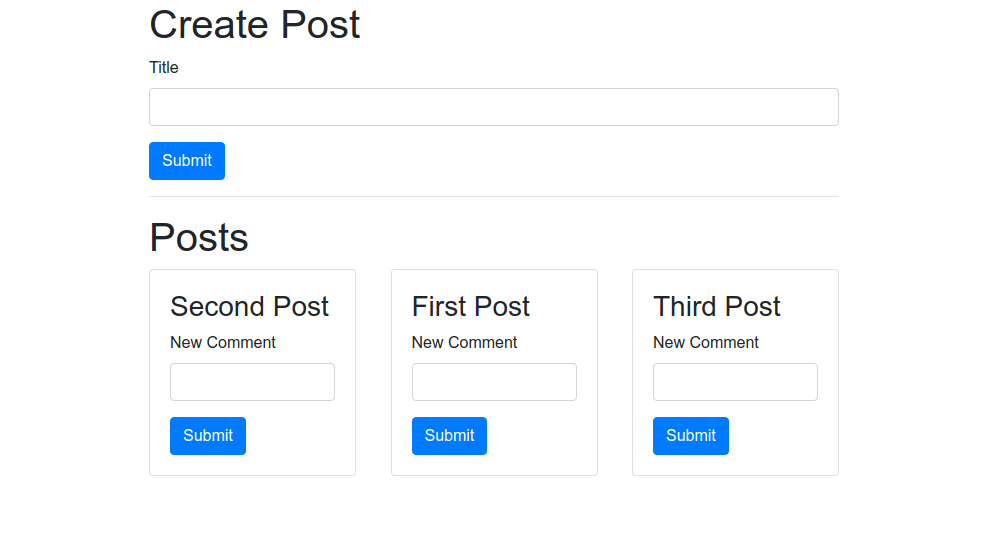 Create Post
Title
Submit
Posts
Second Post
New Comment
Submit
First Post
New Comment
Submit
Third Post
New Comment
Submit